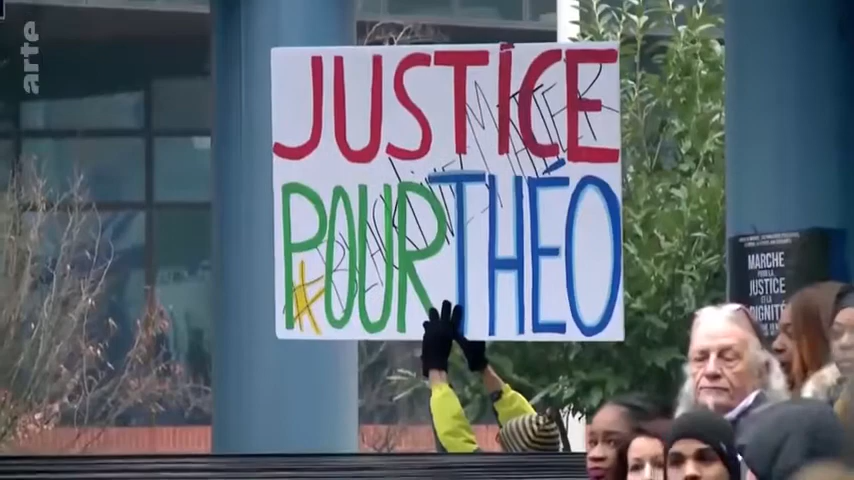 arte
JUSTICE
POUR THÉO
MARCHE
POUR LA
JUSTICE
ET LA
DIGNITÉ